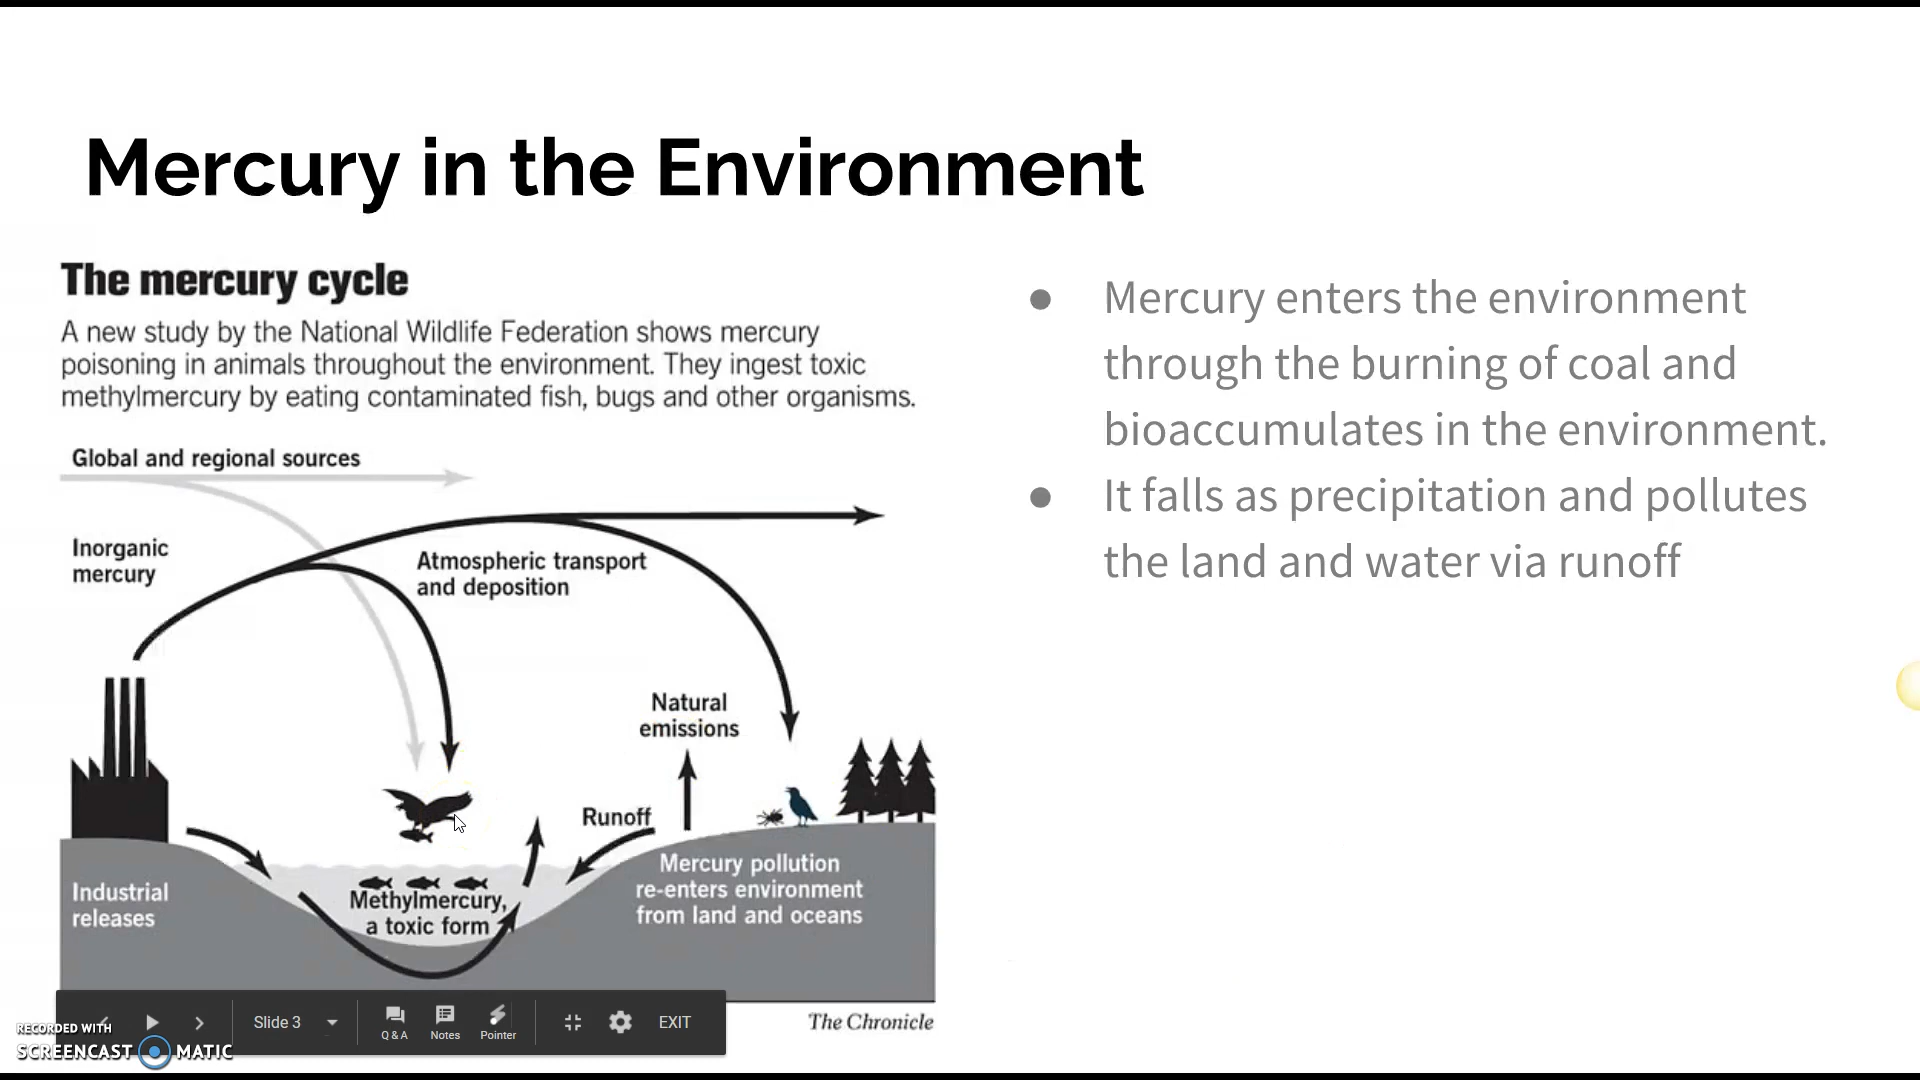 Mercury in the Environment
The mercury cycle
A new study by the National Wildlife Federation shows mercury
poisoning in animals throughout the environment. They ingest toxic
methylmercury by eating contaminated fish, bugs and other organisms.
Global and regional sources
Inorganic
mercury
Atmospheric transport
and deposition
Natural
emissions
Runoff
Industrial
releases
Methylmercury,
a toxic form
Mercury pollution
re-enters environment
from land and oceans
The Chronicle
● Mercury enters the environment
through the burning of coal and
bioaccumulates in the environment.
● It falls as precipitation and pollutes
the land and water via runoff
Slide 3
Q & A
Notes
Pointer
EXIT
RECORDED WITH
SCREENCAST MATIC